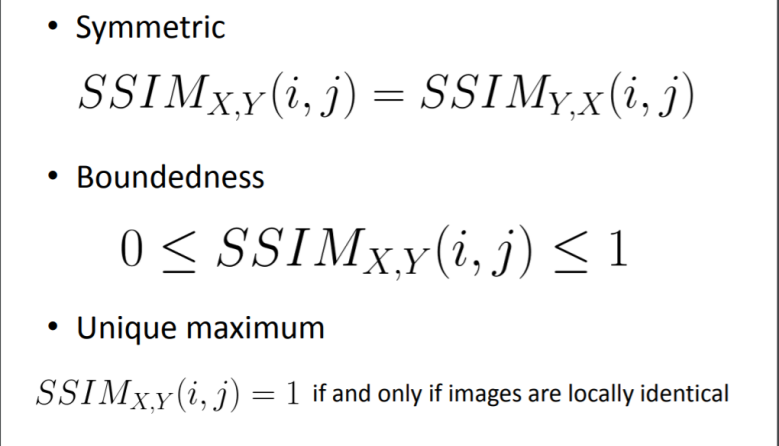 • Symmetric
SSIM_{X,Y}(i, j) = SSIM_{Y,X}(i, j)
• Boundedness
0 ≤ SSIM_{X,Y}(i, j) ≤ 1
• Unique maximum
SSIM_{X,Y}(i, j) = 1 if and only if images are locally identical